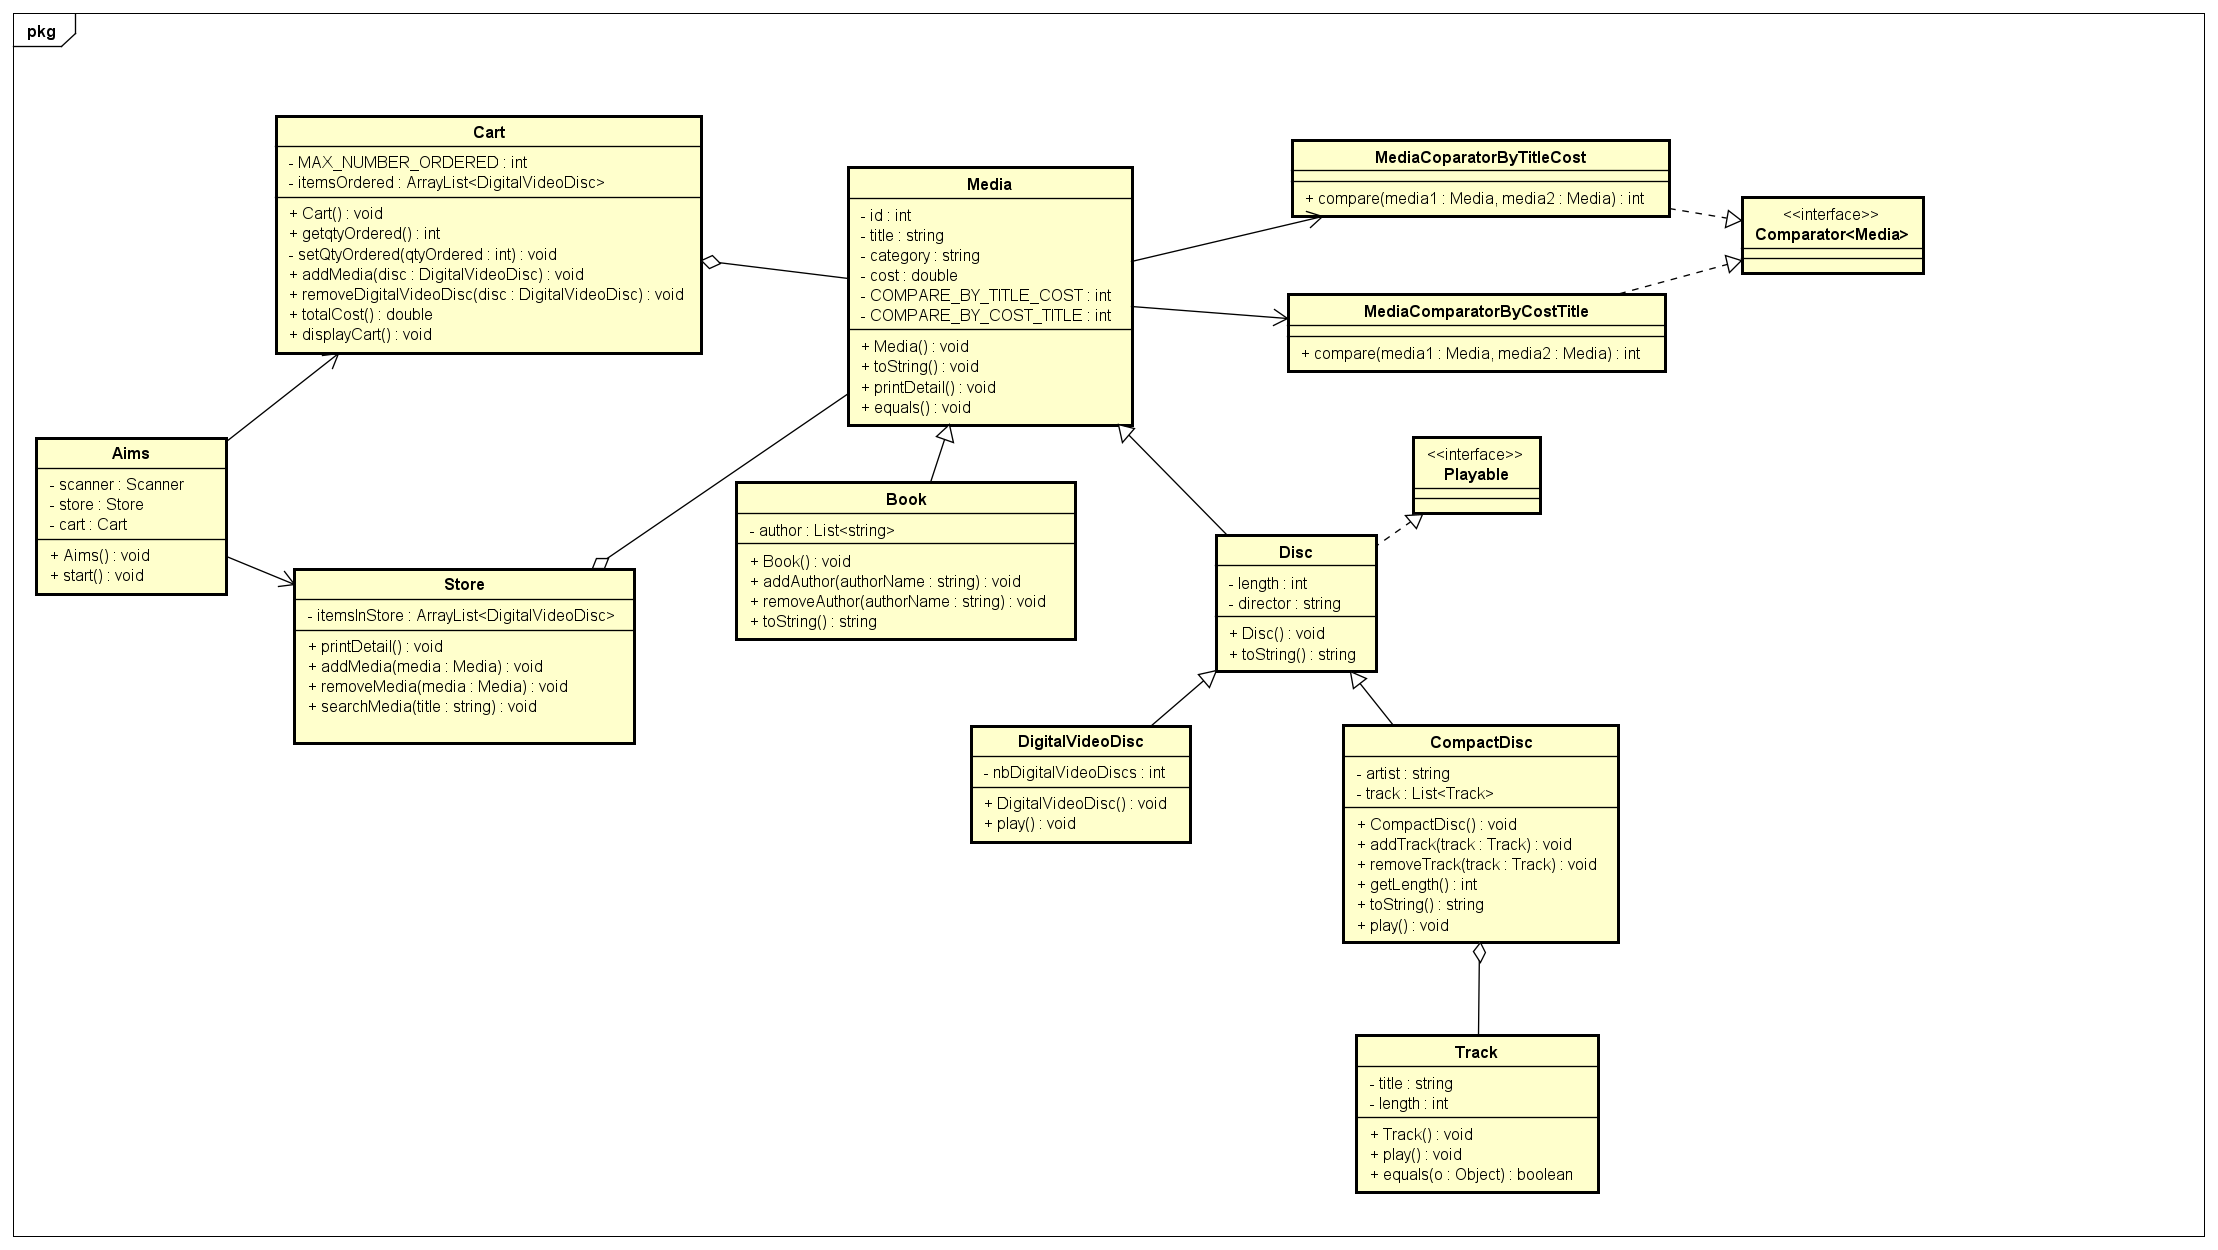 pkg
Cart
- MAX_NUMBER_ORDERED : int
- itemsOrdered : ArrayList<DigitalVideoDisc>
+ Cart() : void
+ getqtyOrdered() : int
- setQtyOrdered(qtyOrdered : int) : void
+ addMedia(disc : DigitalVideoDisc) : void
+ removeDigitalVideoDisc(disc : DigitalVideoDisc) : void
+ totalCost() : double
+ displayCart() : void
Media
- id : int
- title : string
- category : string
- cost : double
- COMPARE_BY_TITLE_COST : int
- COMPARE_BY_COST_TITLE : int
+ Media() : void
+ toString() : void
+ printDetail() : void
+ equals() : void
MediaCoparatorByTitleCost
+ compare(media1 : Media, media2 : Media) : int
<<interface>>
Comparator<Media>
MediaComparatorByCostTitle
+ compare(media1 : Media, media2 : Media) : int
Aims
- scanner : Scanner
- store : Store
- cart : Cart
+ Aims() : void
+ start() : void
Store
- itemsInStore : ArrayList<DigitalVideoDisc>
+ printDetail() : void
+ addMedia(media : Media) : void
+ removeMedia(media : Media) : void
+ searchMedia(title : string) : void
Book
- author : List<string>
+ Book() : void
+ addAuthor(authorName : string) : void
+ removeAuthor(authorName : string) : void
+ toString() : string
<<interface>>
Playable
Disc
- length : int
- director : string
+ Disc() : void
+ toString() : string
DigitalVideoDisc
- nbDigitalVideoDiscs : int
+ DigitalVideoDisc() : void
+ play() : void
CompactDisc
- artist : string
- track : List<Track>
+ CompactDisc() : void
+ addTrack(track : Track) : void
+ removeTrack(track : Track) : void
+ getLength() : int
+ toString() : string
+ play() : void
Track
- title : string
- length : int
+ Track() : void
+ play() : void
+ equals(o : Object) : boolean